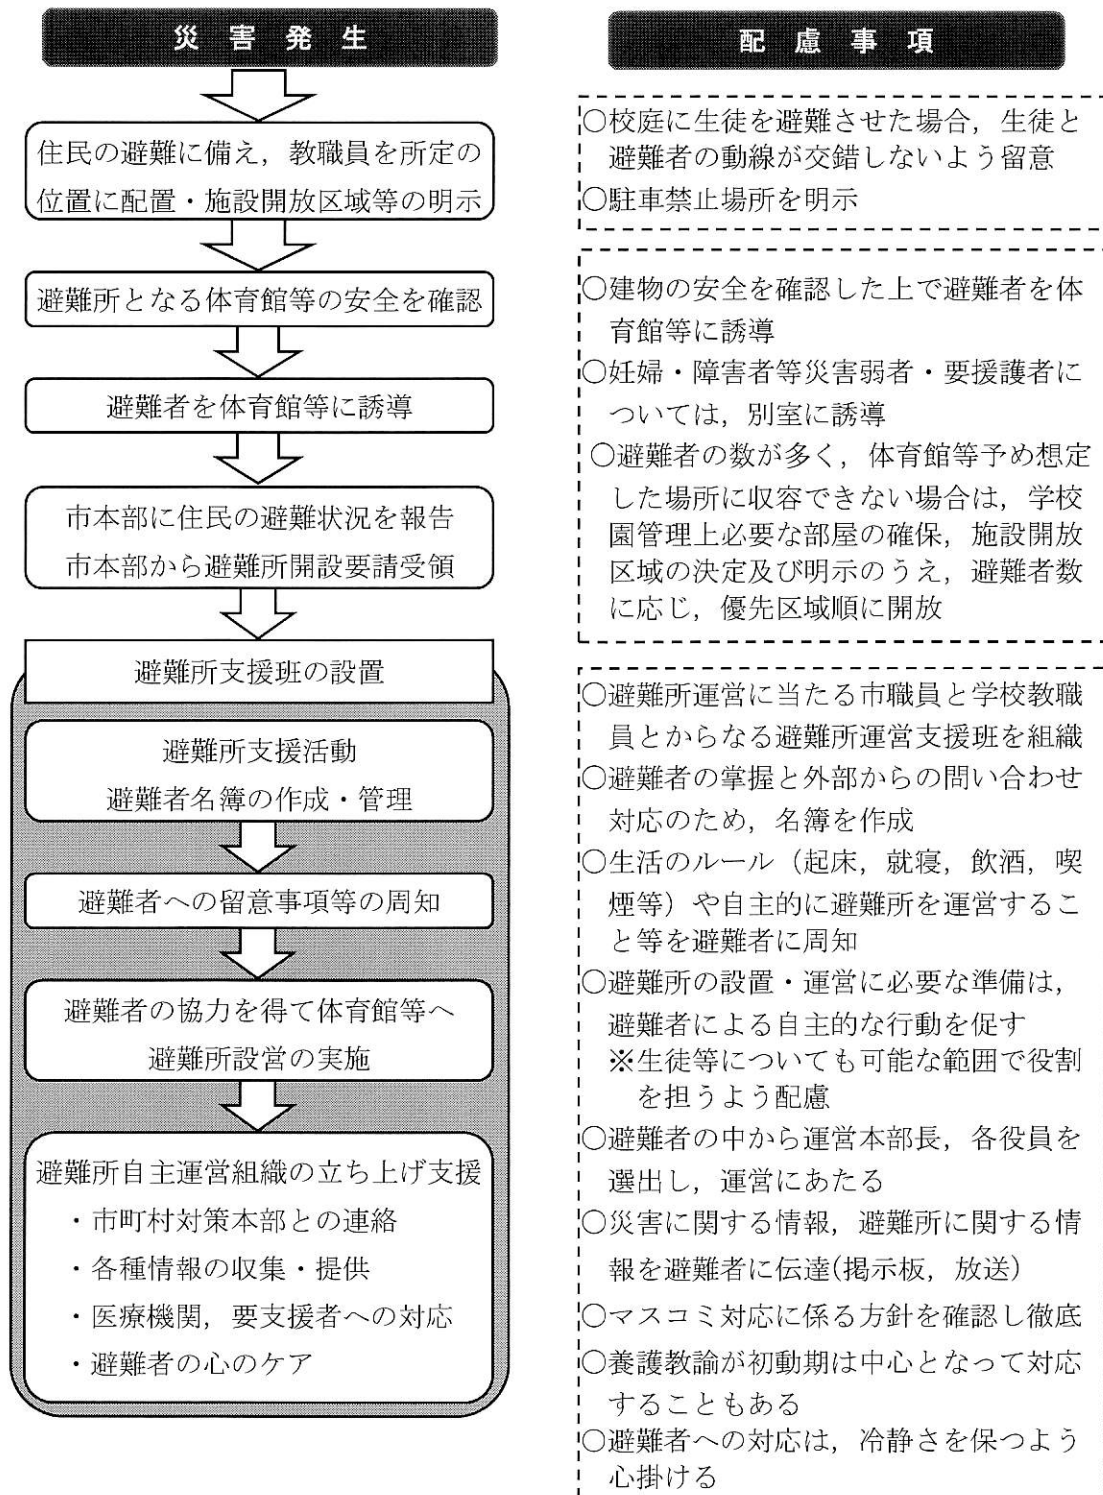 災害発生
住民の避難に備え，教職員を所定の
位置に配置・施設開放区域等の明示
避難所となる体育館等の安全を確認
避難者を体育館等に誘導
市本部に住民の避難状況を報告
市本部から避難所開設要請受領
避難所支援班の設置
避難所支援活動
避難者名簿の作成・管理
避難者への留意事項等の周知
避難者の協力を得て体育館等へ
避難所設営の実施
避難所自主運営組織の立ち上げ支援
・市町村対策本部との連絡
・各種情報の収集・提供
・医療機関，要支援者への対応
・避難者の心のケア
配慮事項
○校庭に生徒を避難させた場合，生徒と
避難者の動線が交錯しないよう留意
○駐車禁止場所を明示
○建物の安全を確認した上で避難者を体
育館等に誘導
○妊婦・障害者等災害弱者・要援護者に
ついては，別室に誘導
○避難者の数が多く，体育館等予め想定
した場所に収容できない場合は，学校
園管理上必要な部屋の確保，施設開放
区域の決定及び明示のうえ，避難者数
に応じ，優先区域順に開放
○避難所運営に当たる市職員と学校教職
員とからなる避難所運営支援班を組織
○避難者の掌握と外部からの問い合わせ
対応のため，名簿を作成
○生活のルール（起床，就寝，飲酒，喫
煙等）や自主的に避難所を運営するこ
と等を避難者に周知
○避難所の設置・運営に必要な準備は，
避難者による自主的な行動を促す
※生徒等についても可能な範囲で役割
を担うよう配慮
○避難者の中から運営本部長，各役員を
選出し，運営にあたる
○災害に関する情報，避難所に関する情
報を避難者に伝達(掲示板，放送)
○マスコミ対応に係る方針を確認し徹底
○養護教諭が初動期は中心となって対応
することもある
○避難者への対応は，冷静さを保つよう
心掛ける